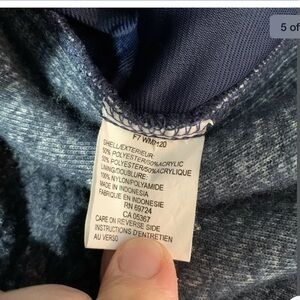 5 of
F7 WMP120
SHELL/EXTERIEUR:
50% POLYESTER/50%ACRYLIC
50% POLYESTER/50%ACRYLIQUE
LINING/DOUBLURE:
100% NYLON/POLYAMIDE
MADE IN INDONESIA
FABRIQUE EN INDONESIE
RN 69724
CA 05367
CARE ON REVERSE SIDE
INSTRUCTIONS D'ENTRETIEN
AU VERSO